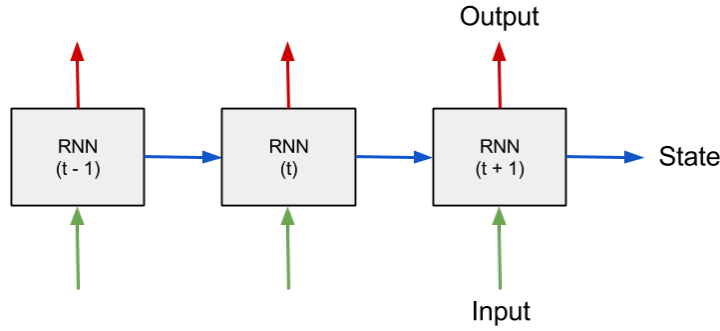 Output
RNN
(t - 1)
RNN
(t)
RNN
(t + 1)
State
Input